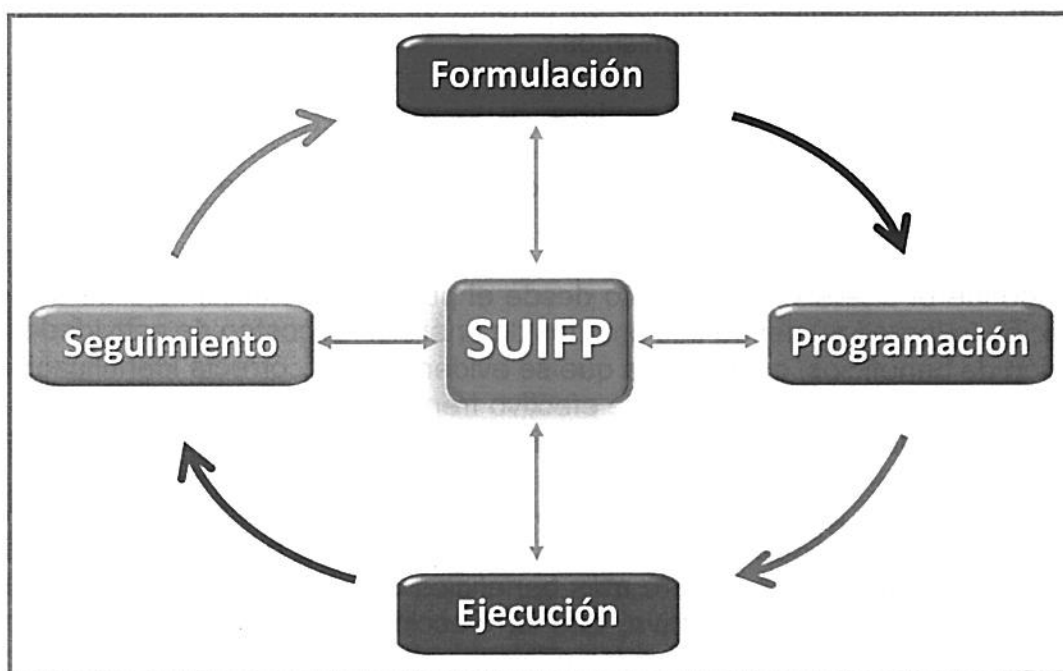 Formulación
Seguimiento
SUIFP
Programación
Ejecución